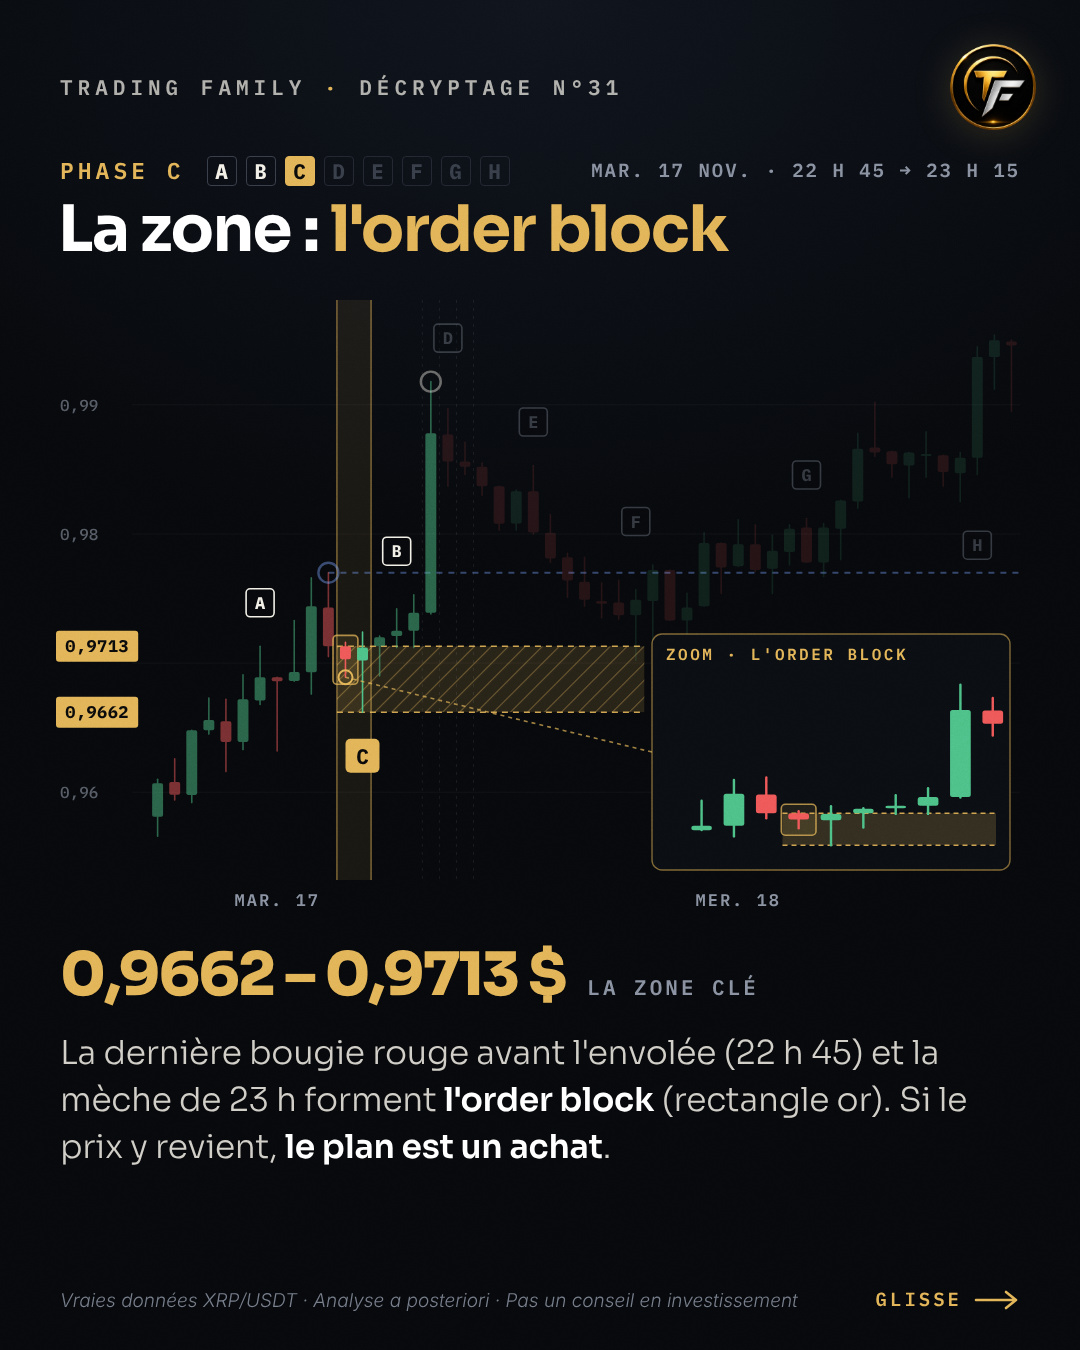 TRADING FAMILY · DÉCRYPTAGE N°31
TF
PHASE C A B C D E F G H
MAR. 17 NOV. · 22 H 45 → 23 H 15
La zone : l'order block
D
0,99
E
G
F
0,98
B
H
A
0,9713
ZOOM · L'ORDER BLOCK
0,9662
C
0,96
MAR. 17
MER. 18
0,9662 – 0,9713 $ LA ZONE CLÉ
La dernière bougie rouge avant l'envolée (22 h 45) et la
mèche de 23 h forment l'order block (rectangle or). Si le
prix y revient, le plan est un achat.
Vraies données XRP/USDT · Analyse a posteriori · Pas un conseil en investissement
GLISSE →